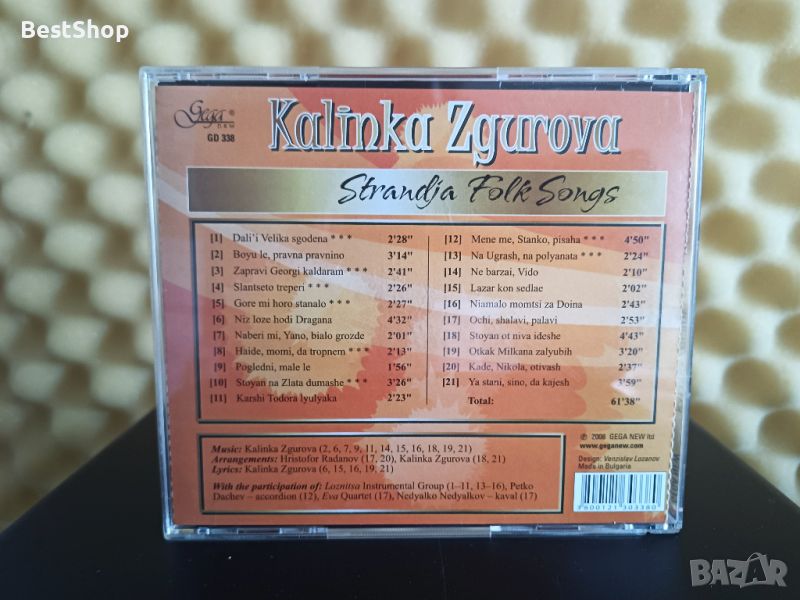 BestShop
Gega ®
NEW
GD 338
Kalinka Zgurova
Strandja Folk Songs
[1] Dali'i Velika sgodena * * * 2'28"
[2] Boyu le, pravna pravnino 3'14"
[3] Zapravi Georgi kaldaram * * * 2'41"
[4] Slantseto treperi * * * 2'26"
[5] Gore mi horo stanalo * * * 2'27"
[6] Niz loze hodi Dragana 4'32"
[7] Naberi mi, Yano, bialo grozde 2'01"
[8] Haide, momi, da tropnem * * * 2'13"
[9] Pogledni, male le 1'56"
[10] Stoyan na Zlata dumashe * * * 3'26"
[11] Karshi Todora lyulyaka 2'23"
[12] Mene me, Stanko, pisaha * * * 4'50"
[13] Na Ugrash, na polyanata * * * 2'24"
[14] Ne barzai, Vido 2'10"
[15] Lazar kon sedlae 2'02"
[16] Niamalo momtsi za Doina 2'43"
[17] Ochi, shalavi, palavi 2'53"
[18] Stoyan ot niva ideshe 4'43"
[19] Otkak Milkana zalyubih 3'20"
[20] Kade, Nikola, otivash 2'37"
[21] Ya stani, sino, da kajesh 3'59"
Total: 61'38"
Music: Kalinka Zgurova (2, 6, 7, 9, 11, 14, 15, 16, 18, 19, 21)
Arrangements: Hristofor Radanov (17, 20), Kalinka Zgurova (18, 21)
Lyrics: Kalinka Zgurova (6, 15, 16, 19, 21)
With the participation of: Loznitsa Instrumental Group (1–11, 13–16), Petko
Dachev – accordion (12), Eva Quartet (17), Nedyalko Nedyalkov – kaval (17)
℗ 2008 GEGA NEW ltd
www.geganew.com
Design: Venzislav Lozanov
Made in Bulgaria
3800121303380
BAZAR